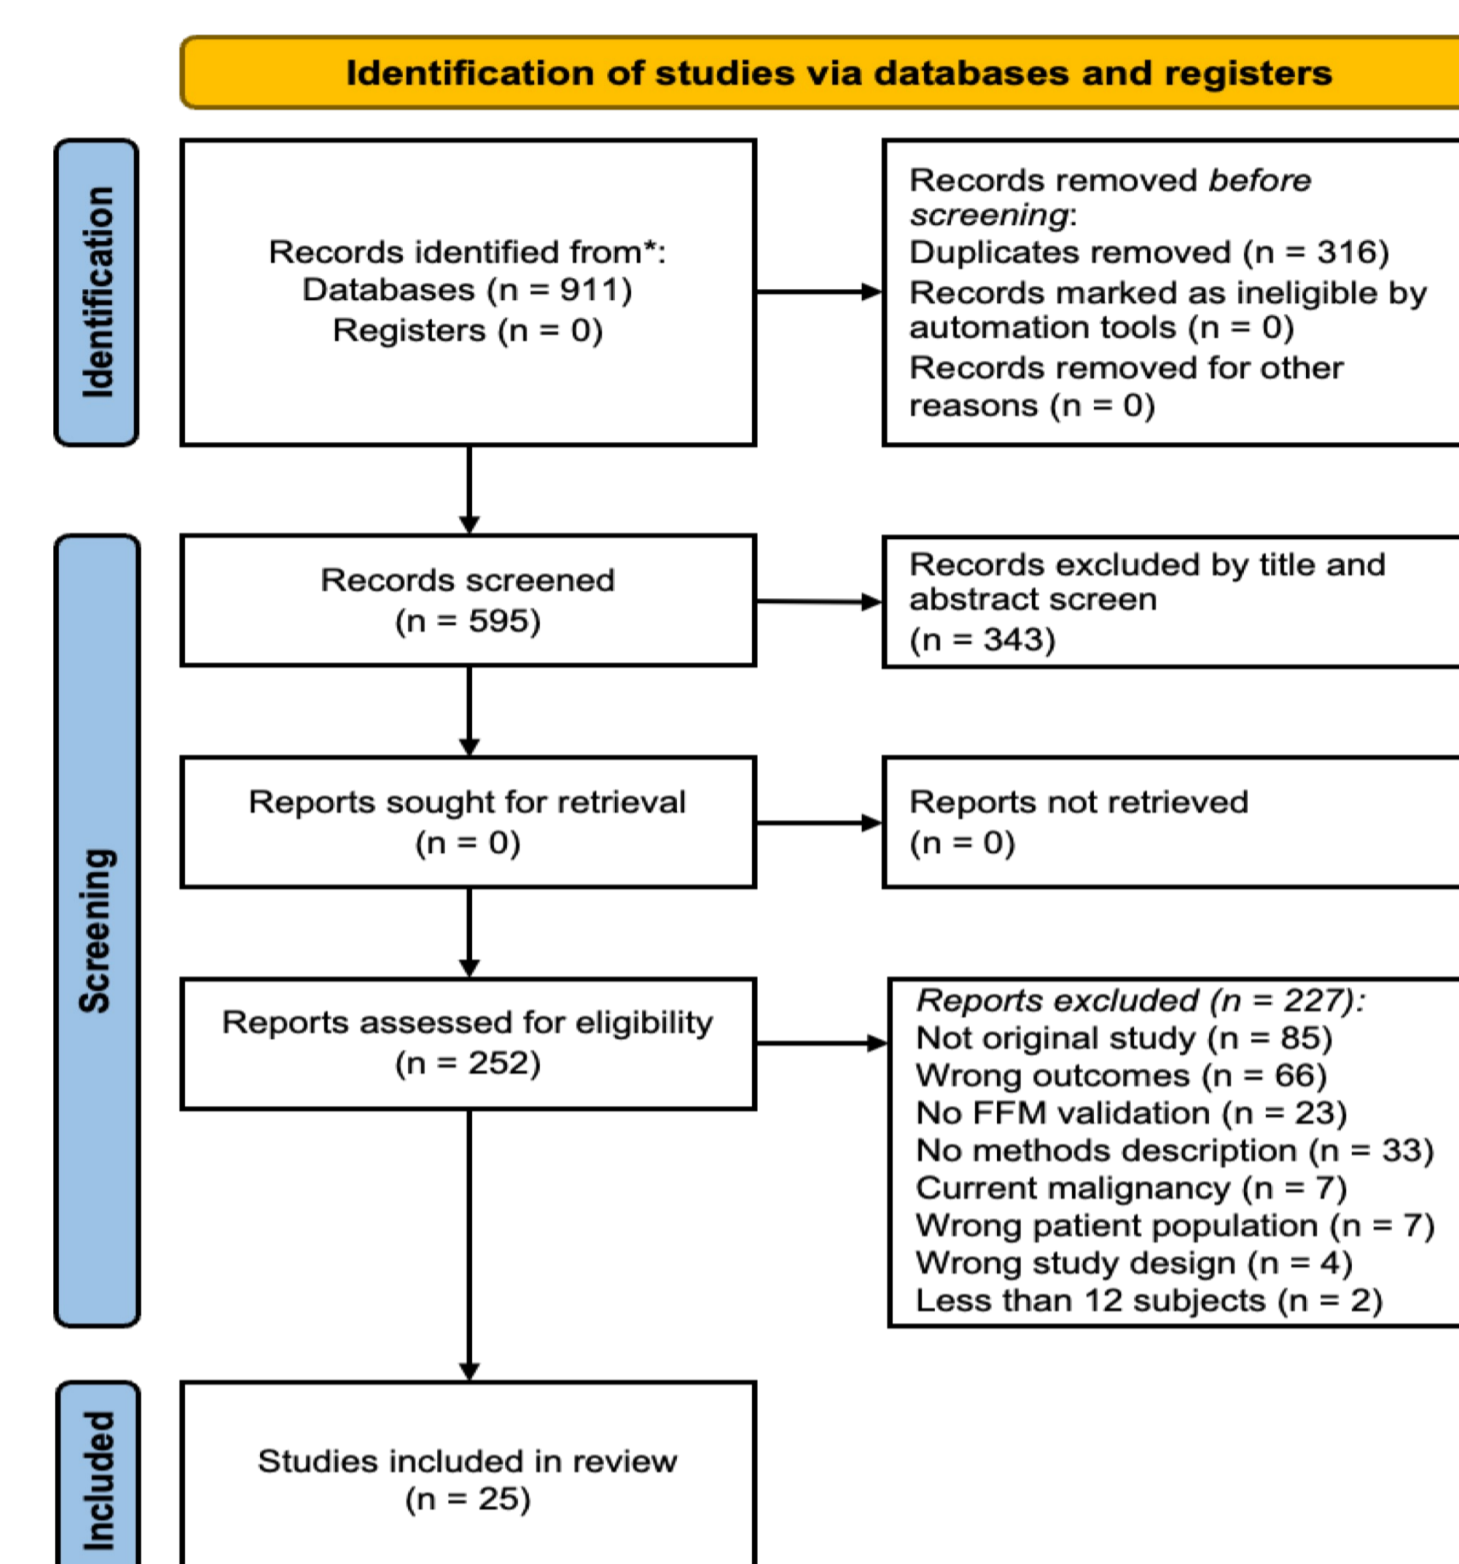 Identification of studies via databases and registers
Identification
Records identified from*:
Databases (n = 911)
Registers (n = 0)
Records removed before
screening:
Duplicates removed (n = 316)
Records marked as ineligible by
automation tools (n = 0)
Records removed for other
reasons (n = 0)
Screening
Records screened
(n = 595)
Records excluded by title and
abstract screen
(n = 343)
Reports sought for retrieval
(n = 0)
Reports not retrieved
(n = 0)
Reports assessed for eligibility
(n = 252)
Reports excluded (n = 227):
Not original study (n = 85)
Wrong outcomes (n = 66)
No FFM validation (n = 23)
No methods description (n = 33)
Current malignancy (n = 7)
Wrong patient population (n = 7)
Wrong study design (n = 4)
Less than 12 subjects (n = 2)
Included
Studies included in review
(n = 25)